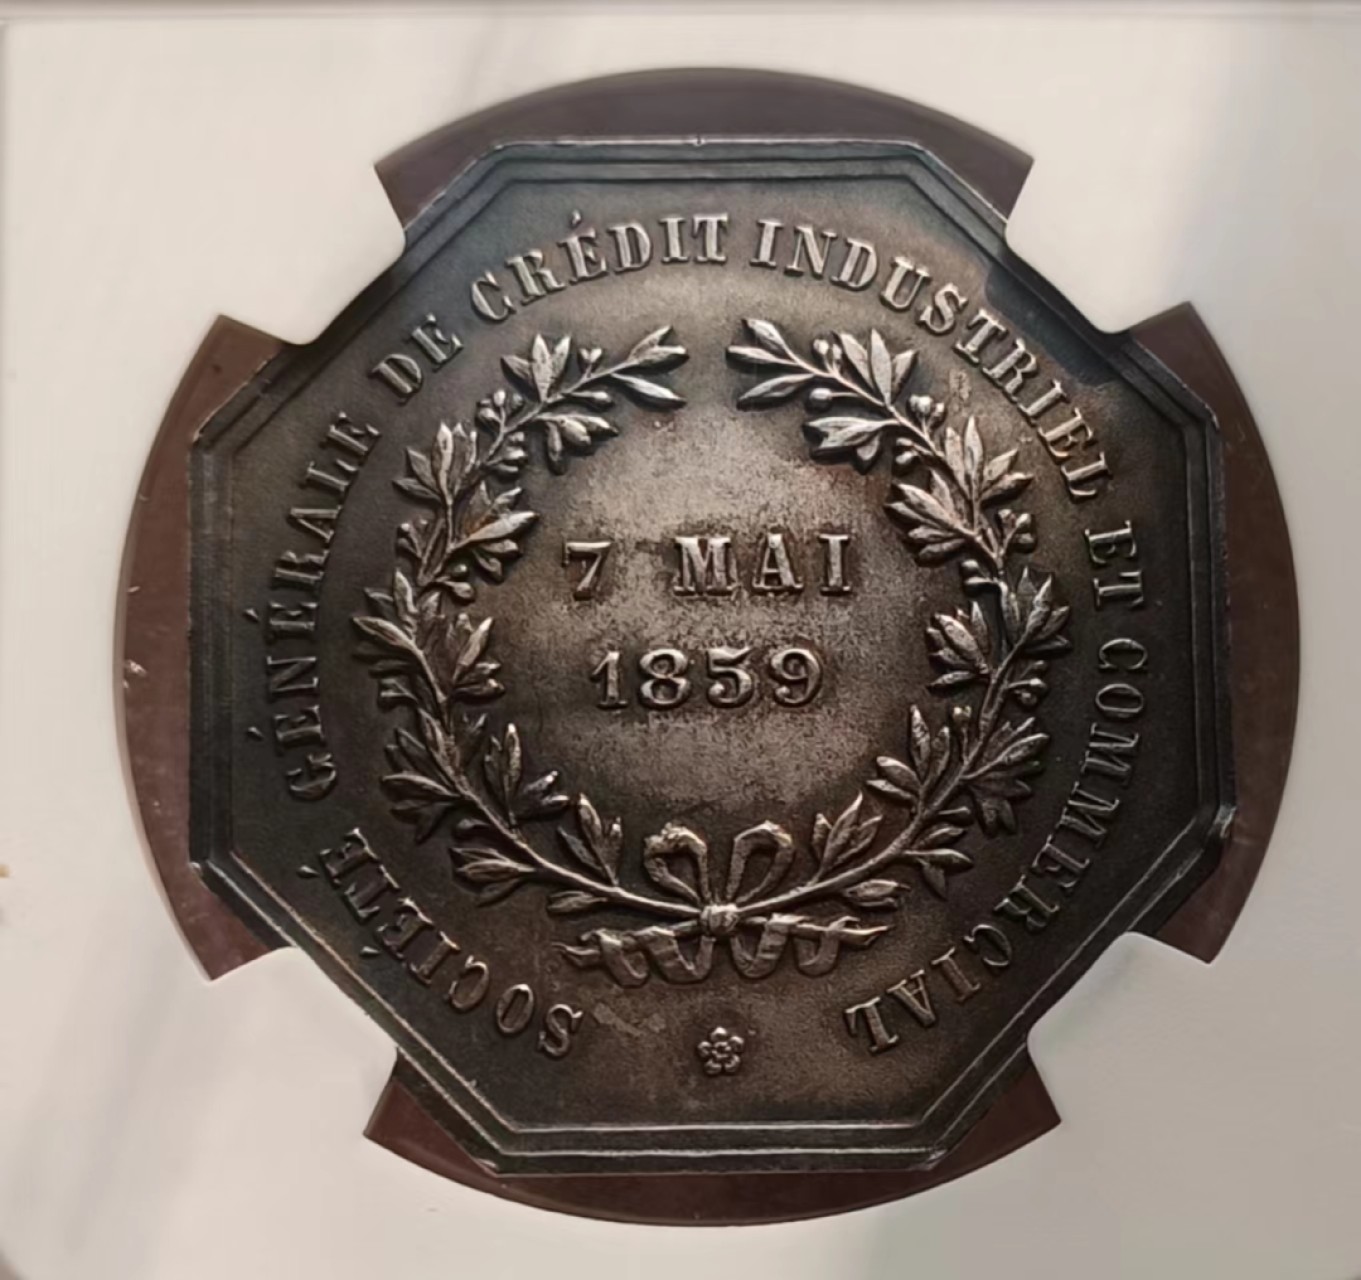 SOCIÉTÉ GÉNÉRALE DE CRÉDIT INDUSTRIEL ET COMMERCIAL
7 MAI
1859